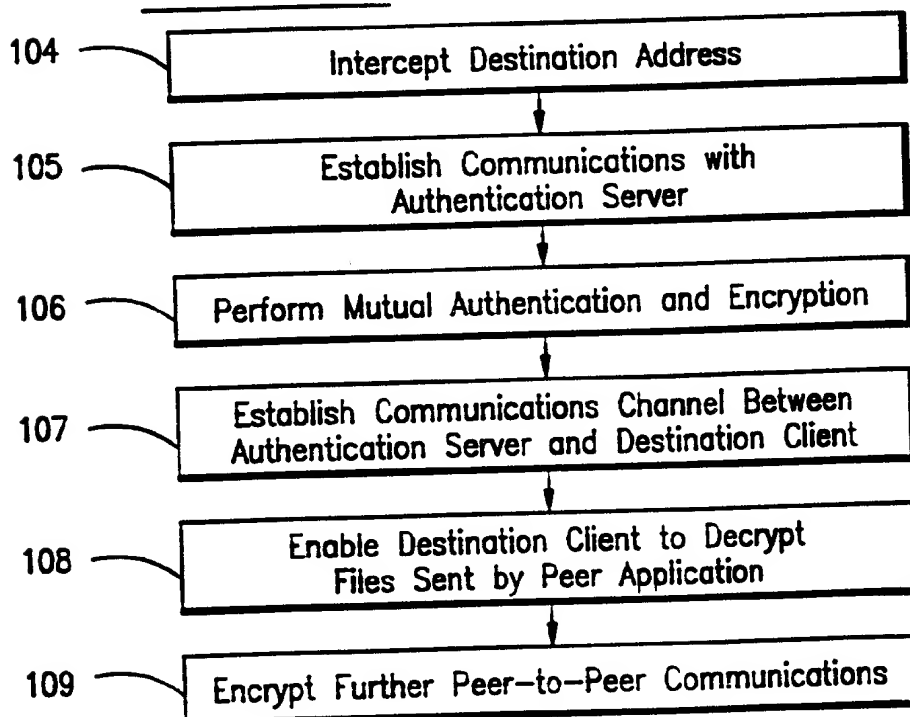 104
Intercept Destination Address
105
Establish Communications with
Authentication Server
106
Perform Mutual Authentication and Encryption
107
Establish Communications Channel Between
Authentication Server and Destination Client
108
Enable Destination Client to Decrypt
Files Sent by Peer Application
109
Encrypt Further Peer-to-Peer Communications